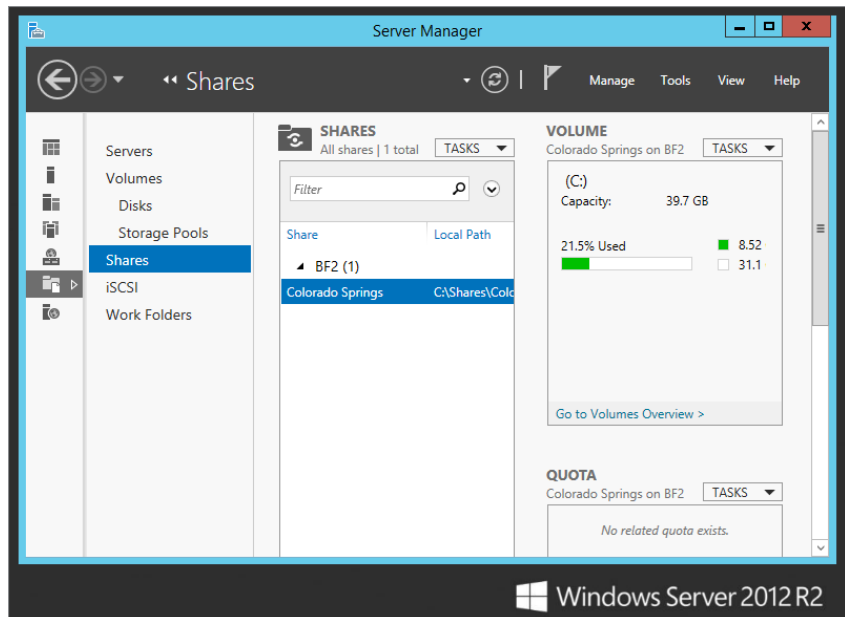 Server Manager
Shares
Manage Tools View Help
Servers
Volumes
Disks
Storage Pools
Shares
iSCSI
Work Folders
SHARES
All shares | 1 total
TASKS
Filter
Share Local Path
BF2 (1)
Colorado Springs C:\Shares\Colo
VOLUME
Colorado Springs on BF2
TASKS
(C:)
Capacity: 39.7 GB
21.5% Used
8.52
31.1
Go to Volumes Overview >
QUOTA
Colorado Springs on BF2
TASKS
No related quota exists.
Windows Server 2012 R2